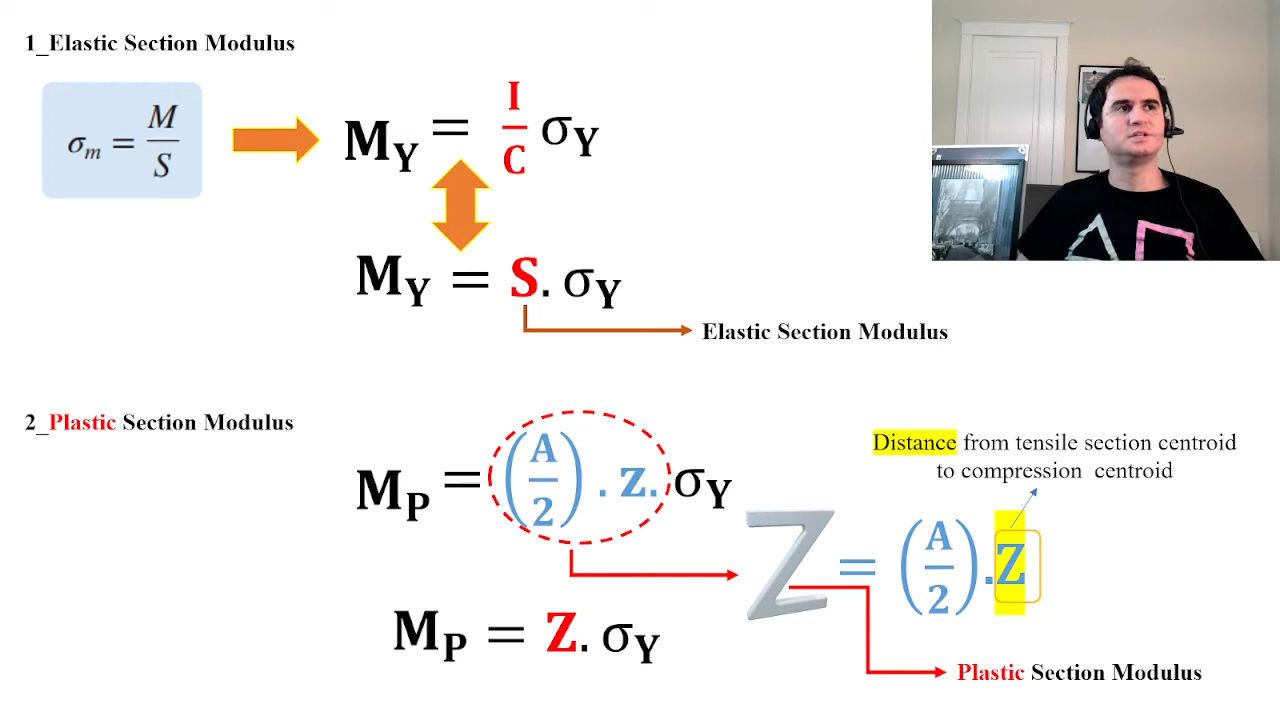 1_Elastic Section Modulus
σm = M/S
MY = I/C σY
MY = S. σY
Elastic Section Modulus
2_Plastic Section Modulus
MP = (A/2) . z. σY
Distance from tensile section centroid
to compression centroid
Z = (A/2) .Z
MP = Z. σY
Plastic Section Modulus